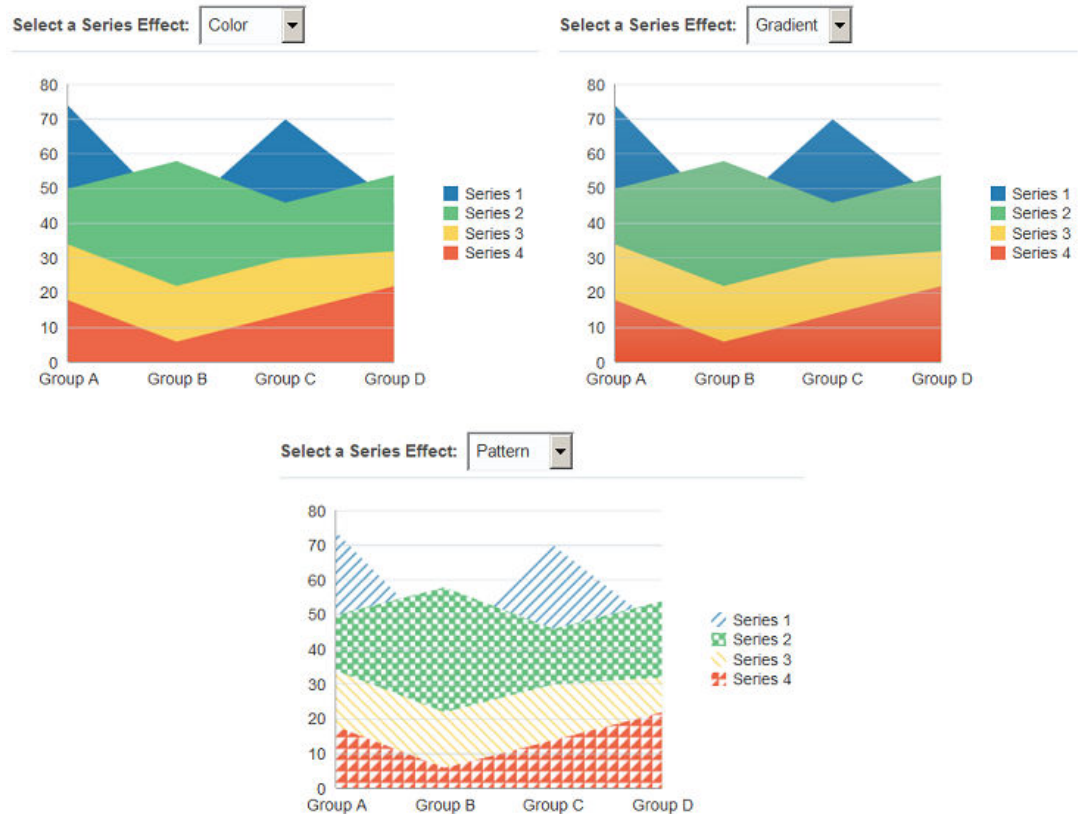 Select a Series Effect: Color
80
70
60
50
40
30
20
10
0
Group A Group B Group C Group D
Series 1
Series 2
Series 3
Series 4
Select a Series Effect: Gradient
80
70
60
50
40
30
20
10
0
Group A Group B Group C Group D
Series 1
Series 2
Series 3
Series 4
Select a Series Effect: Pattern
80
70
60
50
40
30
20
10
0
Group A Group B Group C Group D
Series 1
Series 2
Series 3
Series 4